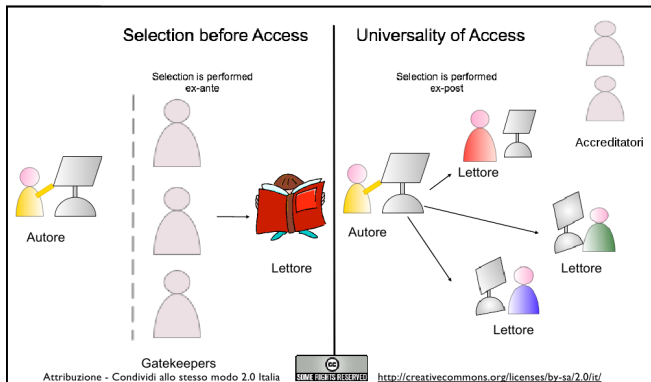 Selection before Access
Selection is performed
ex-ante
Autore
Lettore
Gatekeepers
Universality of Access
Selection is performed
ex-post
Accreditatori
Lettore
Autore
Lettore
Lettore
Attribuzione - Condividi allo stesso modo 2.0 Italia
cc
SOME RIGHTS RESERVED
http://creativecommons.org/licenses/by-sa/2.0/it/